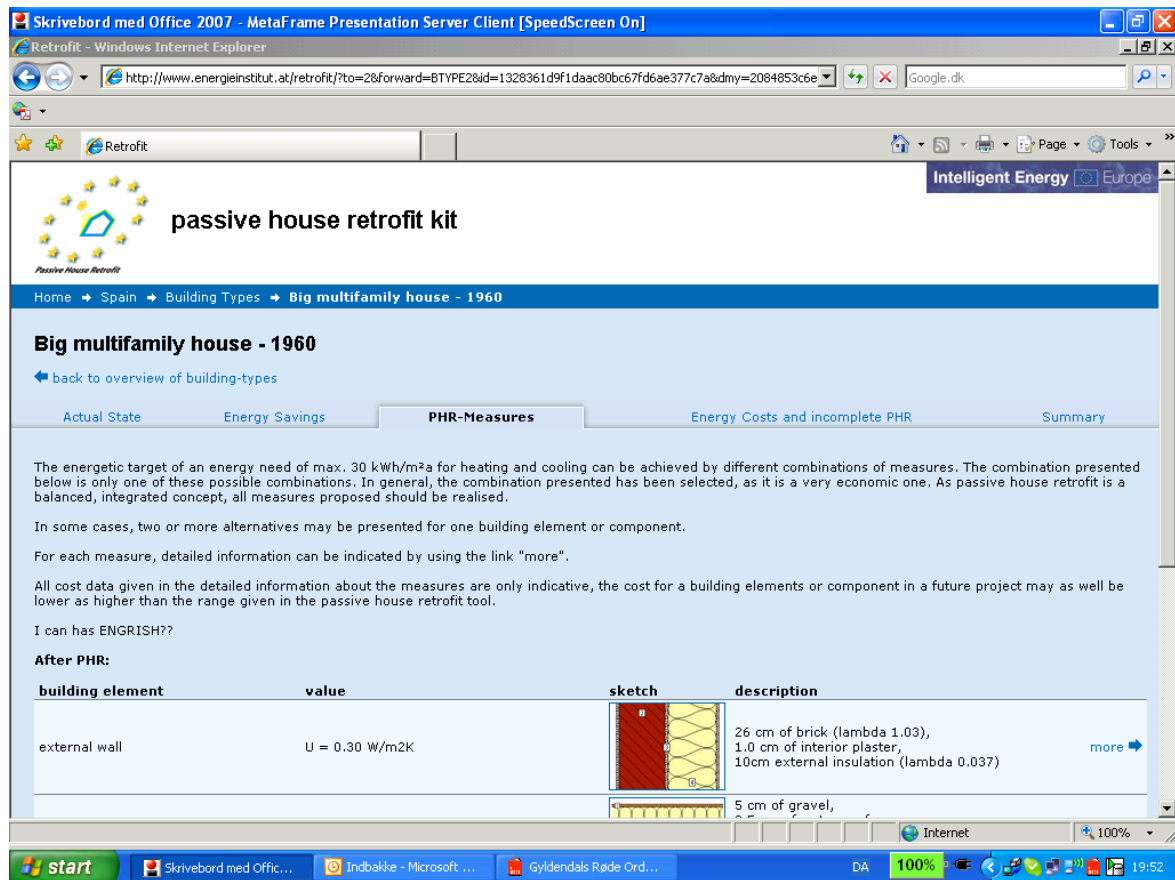 Skrivebord med Office 2007 - MetaFrame Presentation Server Client [SpeedScreen On]
Retrofit - Windows Internet Explorer
http://www.energieinstitut.at/retrofit/?to=2&forward=BTYPE2&id=1328361d9f1daac80bc67fd6ae377c7a&dmy=2084853c6e
Google.dk
Retrofit
Page
Tools
Intelligent Energy Europe
passive house retrofit kit
Passive House Retrofit
Home → Spain → Building Types → Big multifamily house - 1960
Big multifamily house - 1960
back to overview of building-types
Actual State Energy Savings PHR-Measures Energy Costs and incomplete PHR Summary
The energetic target of an energy need of max. 30 kWh/m²a for heating and cooling can be achieved by different combinations of measures. The combination presented
below is only one of these possible combinations. In general, the combination presented has been selected, as it is a very economic one. As passive house retrofit is a
balanced, integrated concept, all measures proposed should be realised.
In some cases, two or more alternatives may be presented for one building element or component.
For each measure, detailed information can be indicated by using the link "more".
All cost data given in the detailed information about the measures are only indicative, the cost for a building elements or component in a future project may as well be
lower as higher than the range given in the passive house retrofit tool.
I can has ENGRISH??
After PHR:
building element value sketch description
26 cm of brick (lambda 1.03),
external wall U = 0.30 W/m2K 1.0 cm of interior plaster, more
10cm external insulation (lambda 0.037)
5 cm of gravel,
Internet 100%
start Skrivebord med Offic... Indbakke - Microsoft ... Gyldendals Røde Ord... DA 100% 19:52